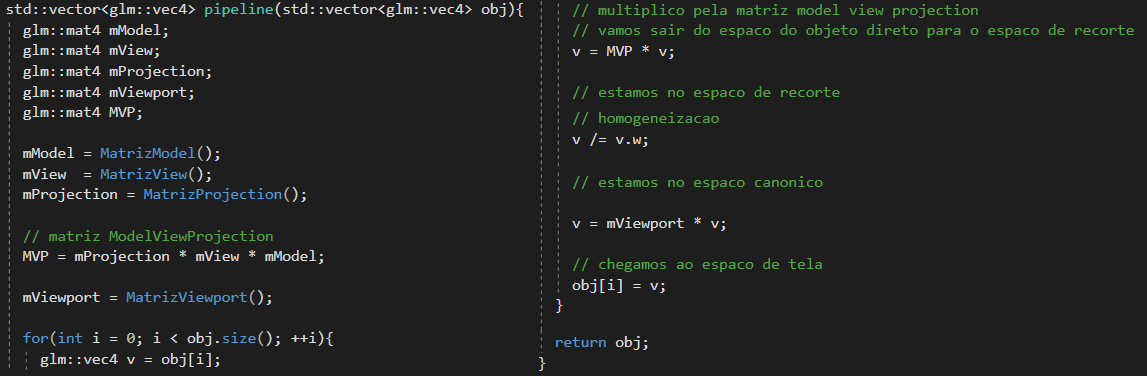 std::vector<glm::vec4> pipeline(std::vector<glm::vec4> obj){
glm::mat4 mModel;
glm::mat4 mView;
glm::mat4 mProjection;
glm::mat4 mViewport;
glm::mat4 MVP;
mModel = MatrizModel();
mView  = MatrizView();
mProjection = MatrizProjection();
// matriz ModelViewProjection
MVP = mProjection * mView * mModel;
mViewport = MatrizViewport();
for(int i = 0; i < obj.size(); ++i){
glm::vec4 v = obj[i];
// multiplico pela matriz model view projection
// vamos sair do espaco do objeto direto para o espaco de recorte
v = MVP * v;
// estamos no espaco de recorte
// homogeneizacao
v /= v.w;
// estamos no espaco canonico
v = mViewport * v;
// chegamos ao espaco de tela
obj[i] = v;
}
return obj;
}